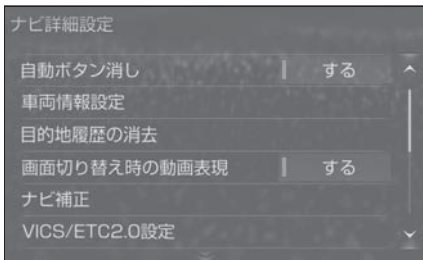 ナビ詳細設定
自動ボタン消し する
車両情報設定
目的地履歴の消去
画面切り替え時の動画表現 する
ナビ補正
VICS/ETC2.0設定